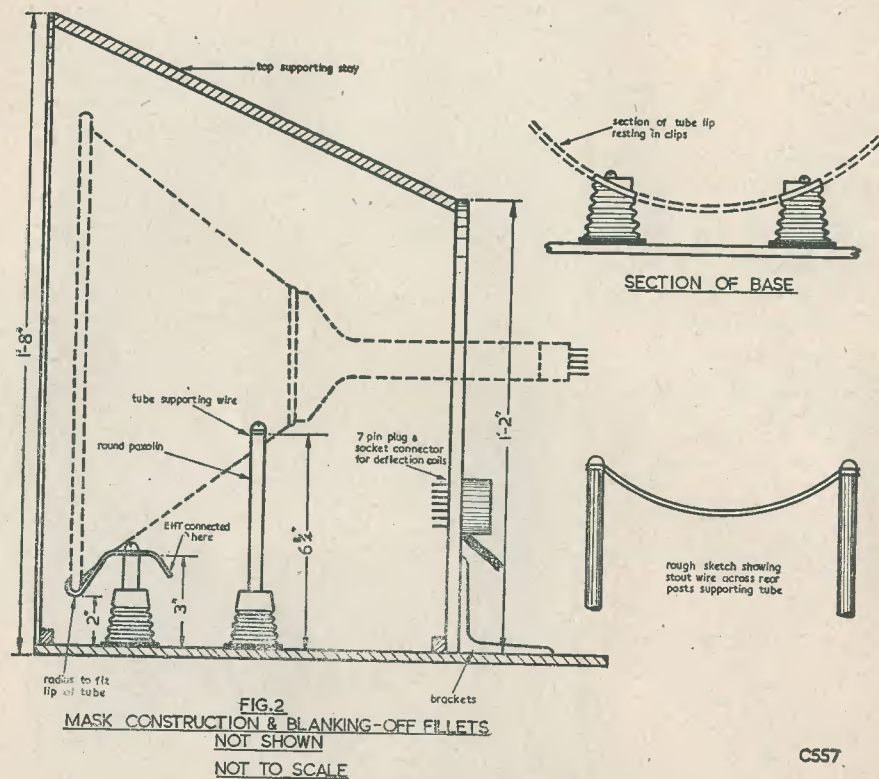 top supporting stay
section of tube lip
resting in clips
SECTION OF BASE
1'-8"
tube supporting wire
round paxolin
7 pin plug &
socket connector
for deflection coils
1'-2"
EHT connected
here
6½"
3"
2"
rough sketch showing
stout wire across rear
posts supporting tube
radius to fit
lip of tube
brackets
FIG.2
MASK CONSTRUCTION & BLANKING-OFF FILLETS
NOT SHOWN
NOT TO SCALE
C557